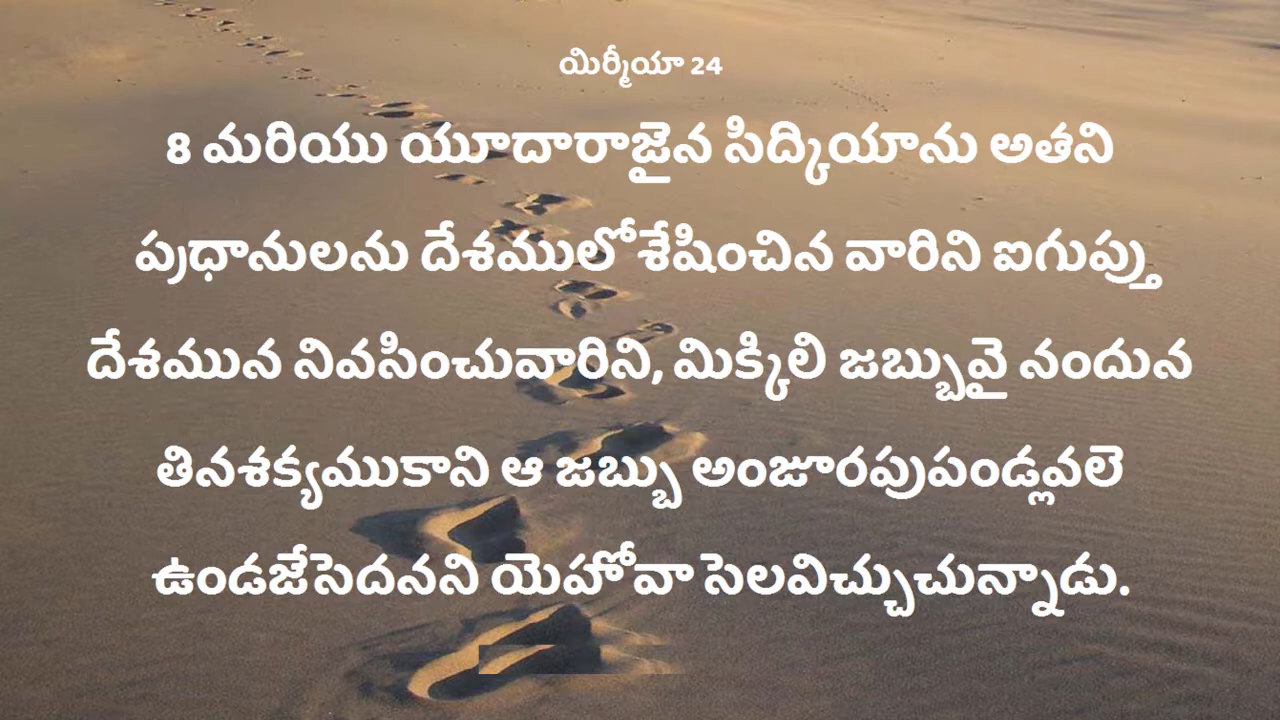 యిర్మీయా 24
8 మరియు యూదారాజైన సిద్కియాను అతని
ప్రధానులను దేశములోశేషించిన వారిని ఐగుప్తు
దేశమున నివసించువారిని, మిక్కిలి జబ్బువై నందున
తినశక్యముకాని ఆ జబ్బు అంజూరపుపండ్లవలె
ఉండజేసెదనని యెహోవా సెలవిచ్చుచున్నాడు.